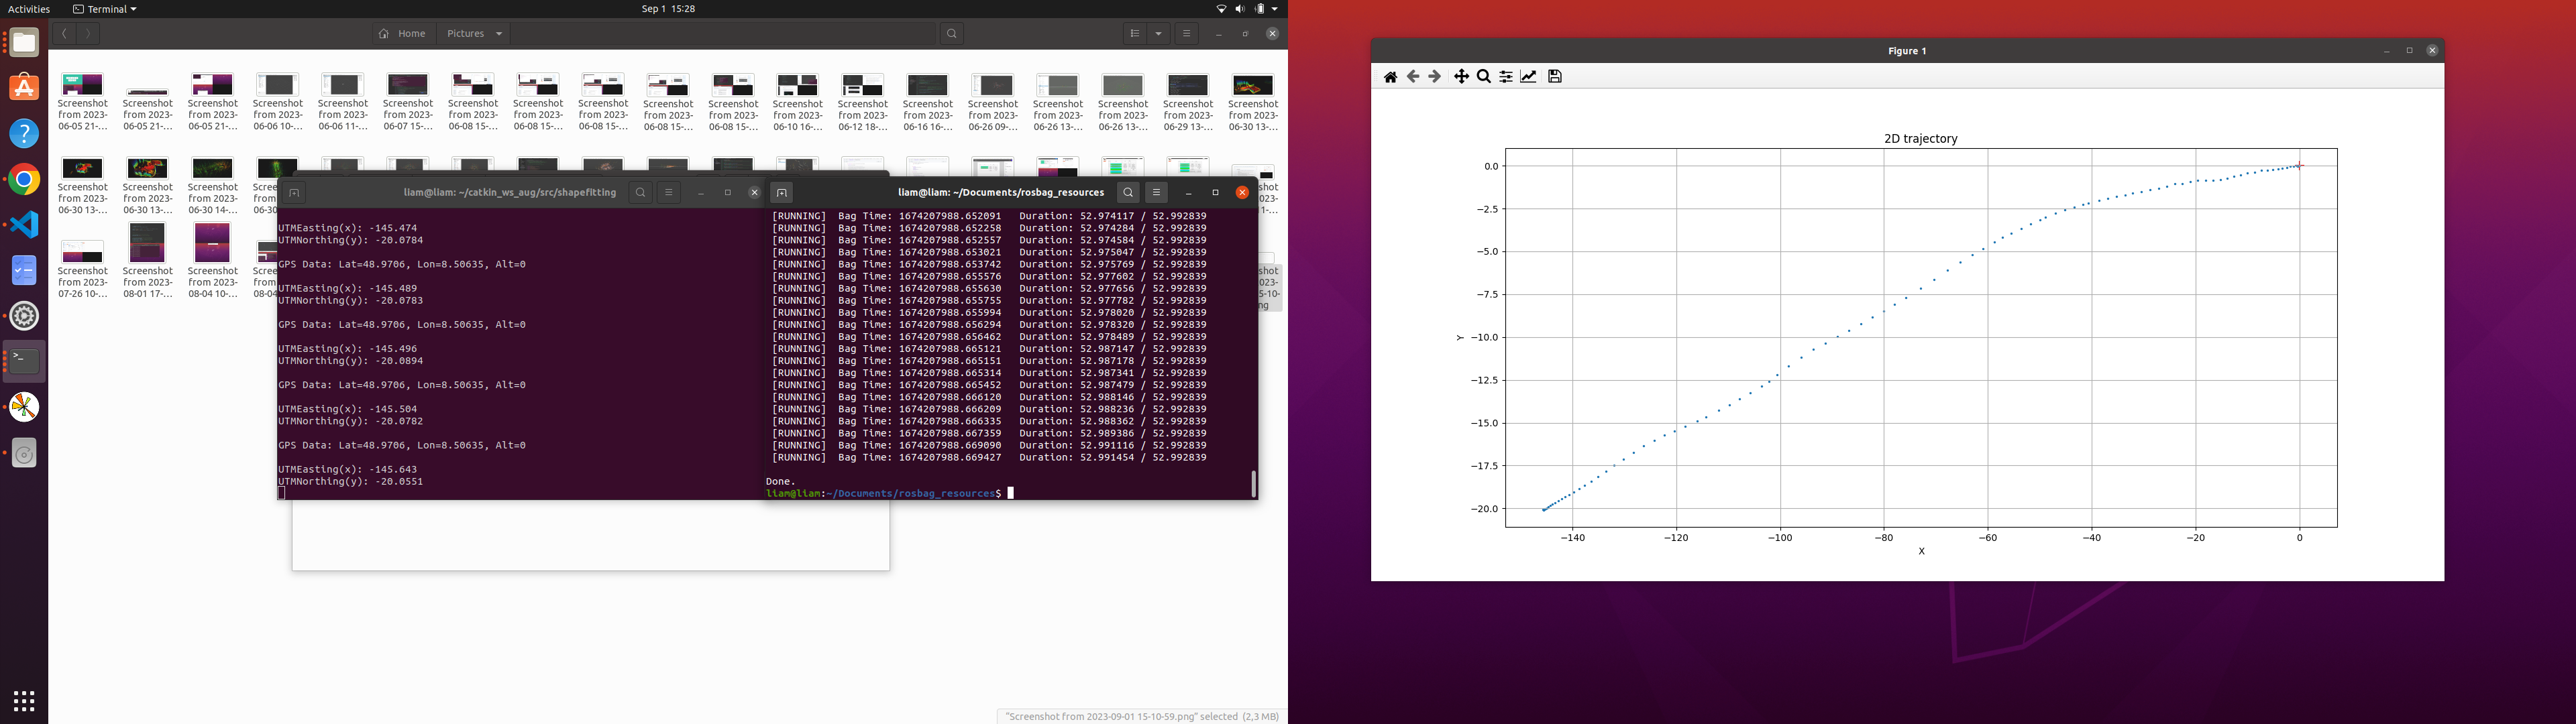 Activities
Terminal
Sep 1 15:28
Home
Pictures
Screenshot from 2023-06-05 21-...
Screenshot from 2023-06-05 21-...
Screenshot from 2023-06-05 21-...
Screenshot from 2023-06-06 10-...
Screenshot from 2023-06-06 11-...
Screenshot from 2023-06-07 15-...
Screenshot from 2023-06-08 15-...
Screenshot from 2023-06-08 15-...
Screenshot from 2023-06-08 15-...
Screenshot from 2023-06-08 15-...
Screenshot from 2023-06-08 15-...
Screenshot from 2023-06-10 16-...
Screenshot from 2023-06-12 18-...
Screenshot from 2023-06-16 16-...
Screenshot from 2023-06-26 09-...
Screenshot from 2023-06-26 13-...
Screenshot from 2023-06-26 13-...
Screenshot from 2023-06-29 13-...
Screenshot from 2023-06-30 13-...
Screenshot from 2023-06-30 13-...
Screenshot from 2023-06-30 13-...
Screenshot from 2023-06-30 14-...
Screenshot from 2023-07-26 10-...
Screenshot from 2023-08-01 17-...
Screenshot from 2023-08-04 10-...
liam@liam: ~/catkin_ws_aug/src/shapefitting
UTMEasting(x): -145.474
UTMNorthing(y): -20.0784
GPS Data: Lat=48.9706, Lon=8.50635, Alt=0
UTMEasting(x): -145.489
UTMNorthing(y): -20.0783
GPS Data: Lat=48.9706, Lon=8.50635, Alt=0
UTMEasting(x): -145.496
UTMNorthing(y): -20.0894
GPS Data: Lat=48.9706, Lon=8.50635, Alt=0
UTMEasting(x): -145.504
UTMNorthing(y): -20.0782
GPS Data: Lat=48.9706, Lon=8.50635, Alt=0
UTMEasting(x): -145.643
UTMNorthing(y): -20.0551
liam@liam: ~/Documents/rosbag_resources
[RUNNING] Bag Time: 1674207988.652091 Duration: 52.974117 / 52.992839
[RUNNING] Bag Time: 1674207988.652258 Duration: 52.974284 / 52.992839
[RUNNING] Bag Time: 1674207988.652557 Duration: 52.974584 / 52.992839
[RUNNING] Bag Time: 1674207988.653021 Duration: 52.975047 / 52.992839
[RUNNING] Bag Time: 1674207988.653742 Duration: 52.975769 / 52.992839
[RUNNING] Bag Time: 1674207988.655576 Duration: 52.977602 / 52.992839
[RUNNING] Bag Time: 1674207988.655630 Duration: 52.977656 / 52.992839
[RUNNING] Bag Time: 1674207988.655755 Duration: 52.977782 / 52.992839
[RUNNING] Bag Time: 1674207988.655994 Duration: 52.978020 / 52.992839
[RUNNING] Bag Time: 1674207988.656294 Duration: 52.978320 / 52.992839
[RUNNING] Bag Time: 1674207988.656462 Duration: 52.978489 / 52.992839
[RUNNING] Bag Time: 1674207988.665121 Duration: 52.987147 / 52.992839
[RUNNING] Bag Time: 1674207988.665151 Duration: 52.987178 / 52.992839
[RUNNING] Bag Time: 1674207988.665314 Duration: 52.987341 / 52.992839
[RUNNING] Bag Time: 1674207988.665452 Duration: 52.987479 / 52.992839
[RUNNING] Bag Time: 1674207988.666120 Duration: 52.988146 / 52.992839
[RUNNING] Bag Time: 1674207988.666209 Duration: 52.988236 / 52.992839
[RUNNING] Bag Time: 1674207988.666335 Duration: 52.988362 / 52.992839
[RUNNING] Bag Time: 1674207988.667359 Duration: 52.989386 / 52.992839
[RUNNING] Bag Time: 1674207988.669090 Duration: 52.991116 / 52.992839
[RUNNING] Bag Time: 1674207988.669427 Duration: 52.991454 / 52.992839
Done.
liam@liam:~/Documents/rosbag_resources$
"Screenshot from 2023-09-01 15-10-59.png" selected (2,3 MB)
Figure 1
2D trajectory
0.0
−2.5
−5.0
−7.5
−10.0
−12.5
−15.0
−17.5
−20.0
Y
−140
−120
−100
−80
−60
−40
−20
0
X